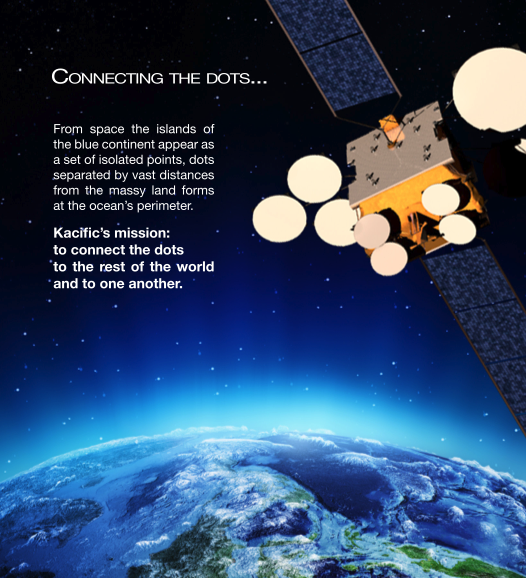 CONNECTING THE DOTS...
From space the islands of
the blue continent appear as
a set of isolated points, dots
separated by vast distances
from the massy land forms
at the ocean's perimeter.
Kacific's mission:
to connect the dots
to the rest of the world
and to one another.